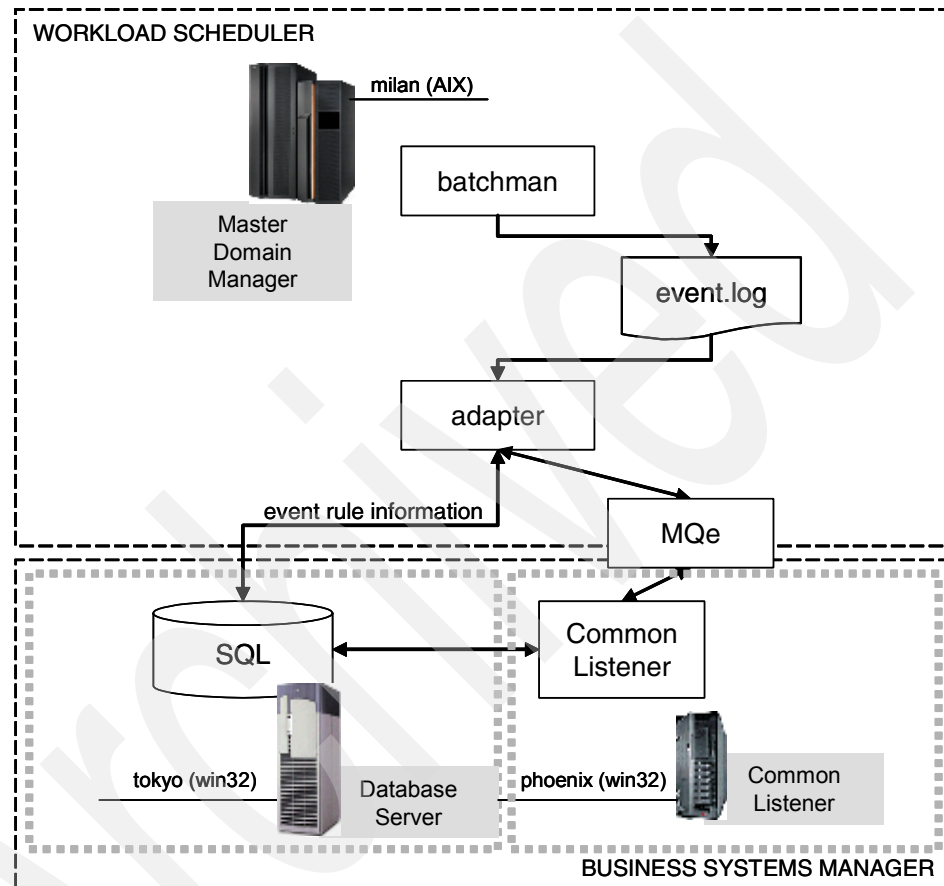 WORKLOAD SCHEDULER
milan (AIX)
batchman
Master
Domain
Manager
event.log
adapter
event rule information
MQe
SQL
Common
Listener
tokyo (win32)
Database
Server
phoenix (win32)
Common
Listener
BUSINESS SYSTEMS MANAGER
Archived